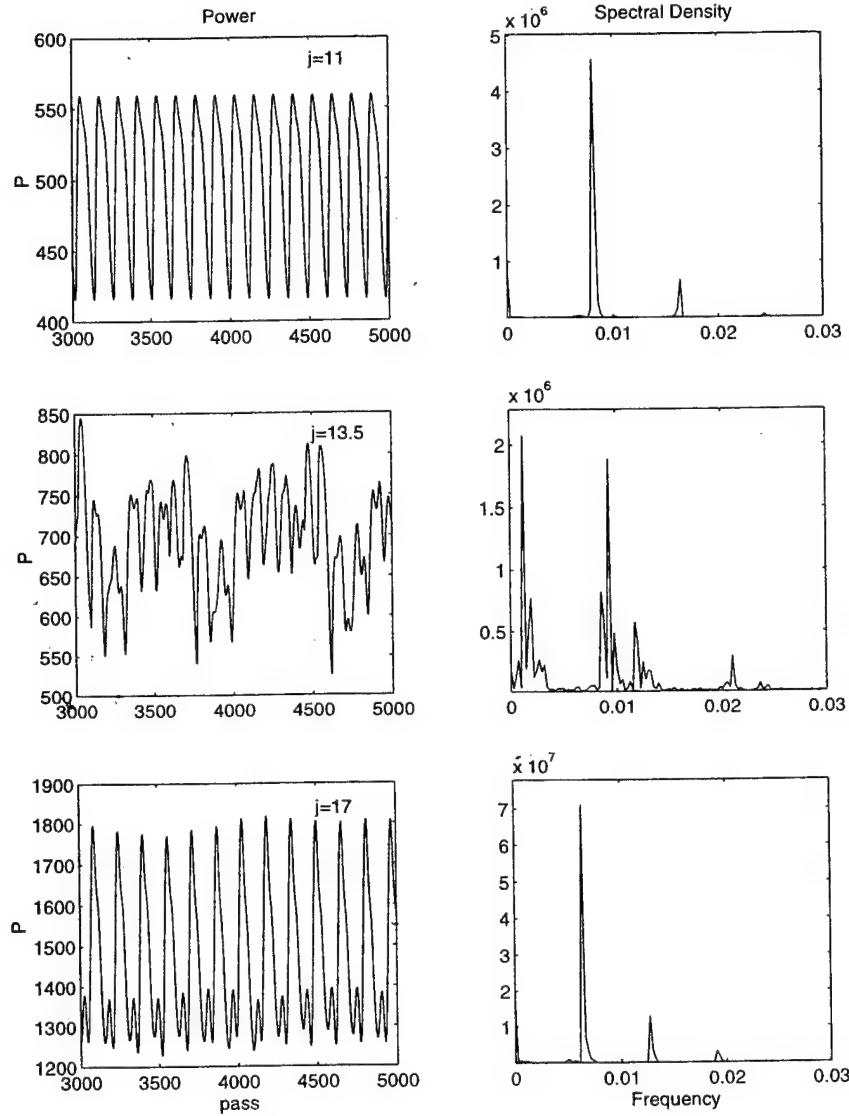 Power
Spectral Density
x 10^6
600
550
500
450
400
P
j=11
3000 3500 4000 4500 5000
5
4
3
2
1
0 0.01 0.02 0.03
x 10^6
850
800
750
700
650
600
550
500
P
j=13.5
3000 3500 4000 4500 5000
2
1.5
1
0.5
0 0.01 0.02 0.03
x 10^7
1900
1800
1700
1600
1500
1400
1300
1200
P
j=17
3000 3500 4000 4500 5000
pass
7
6
5
4
3
2
1
0 0.01 0.02 0.03
Frequency